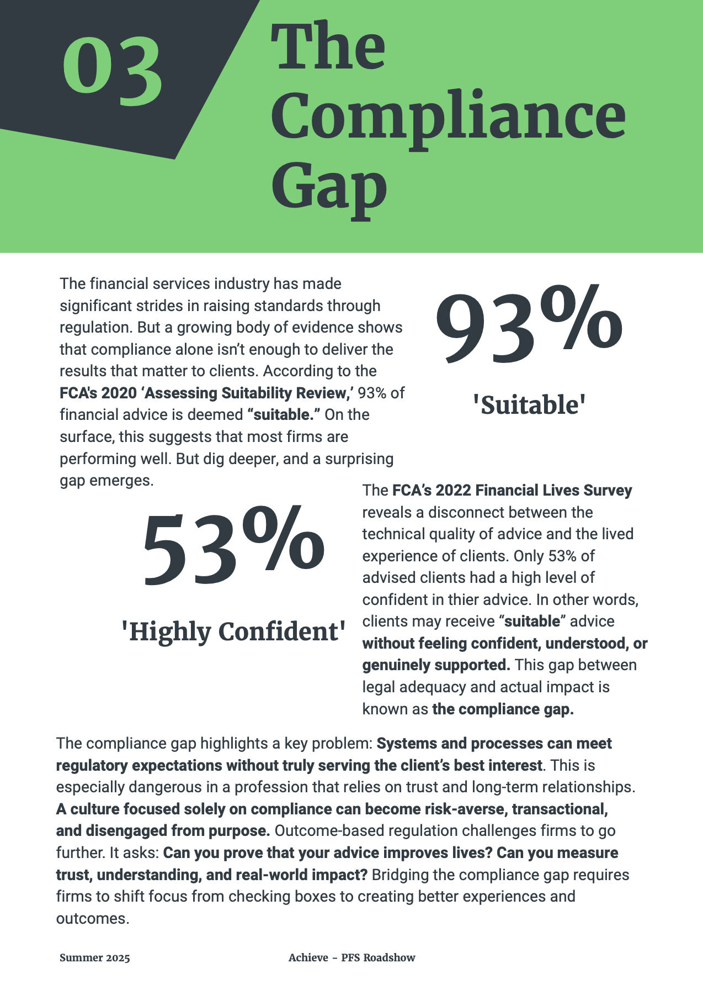 03
The
Compliance
Gap
The financial services industry has made
significant strides in raising standards through
regulation. But a growing body of evidence shows
that compliance alone isn’t enough to deliver the
results that matter to clients. According to the
FCA's 2020 ‘Assessing Suitability Review,’ 93% of
financial advice is deemed “suitable.” On the
surface, this suggests that most firms are
performing well. But dig deeper, and a surprising
gap emerges.
93%
'Suitable'
53%
'Highly Confident'
The FCA’s 2022 Financial Lives Survey
reveals a disconnect between the
technical quality of advice and the lived
experience of clients. Only 53% of
advised clients had a high level of
confident in thier advice. In other words,
clients may receive “suitable” advice
without feeling confident, understood, or
genuinely supported. This gap between
legal adequacy and actual impact is
known as the compliance gap.
The compliance gap highlights a key problem: Systems and processes can meet
regulatory expectations without truly serving the client’s best interest. This is
especially dangerous in a profession that relies on trust and long-term relationships.
A culture focused solely on compliance can become risk-averse, transactional,
and disengaged from purpose. Outcome-based regulation challenges firms to go
further. It asks: Can you prove that your advice improves lives? Can you measure
trust, understanding, and real-world impact? Bridging the compliance gap requires
firms to shift focus from checking boxes to creating better experiences and
outcomes.
Summer 2025
Achieve - PFS Roadshow